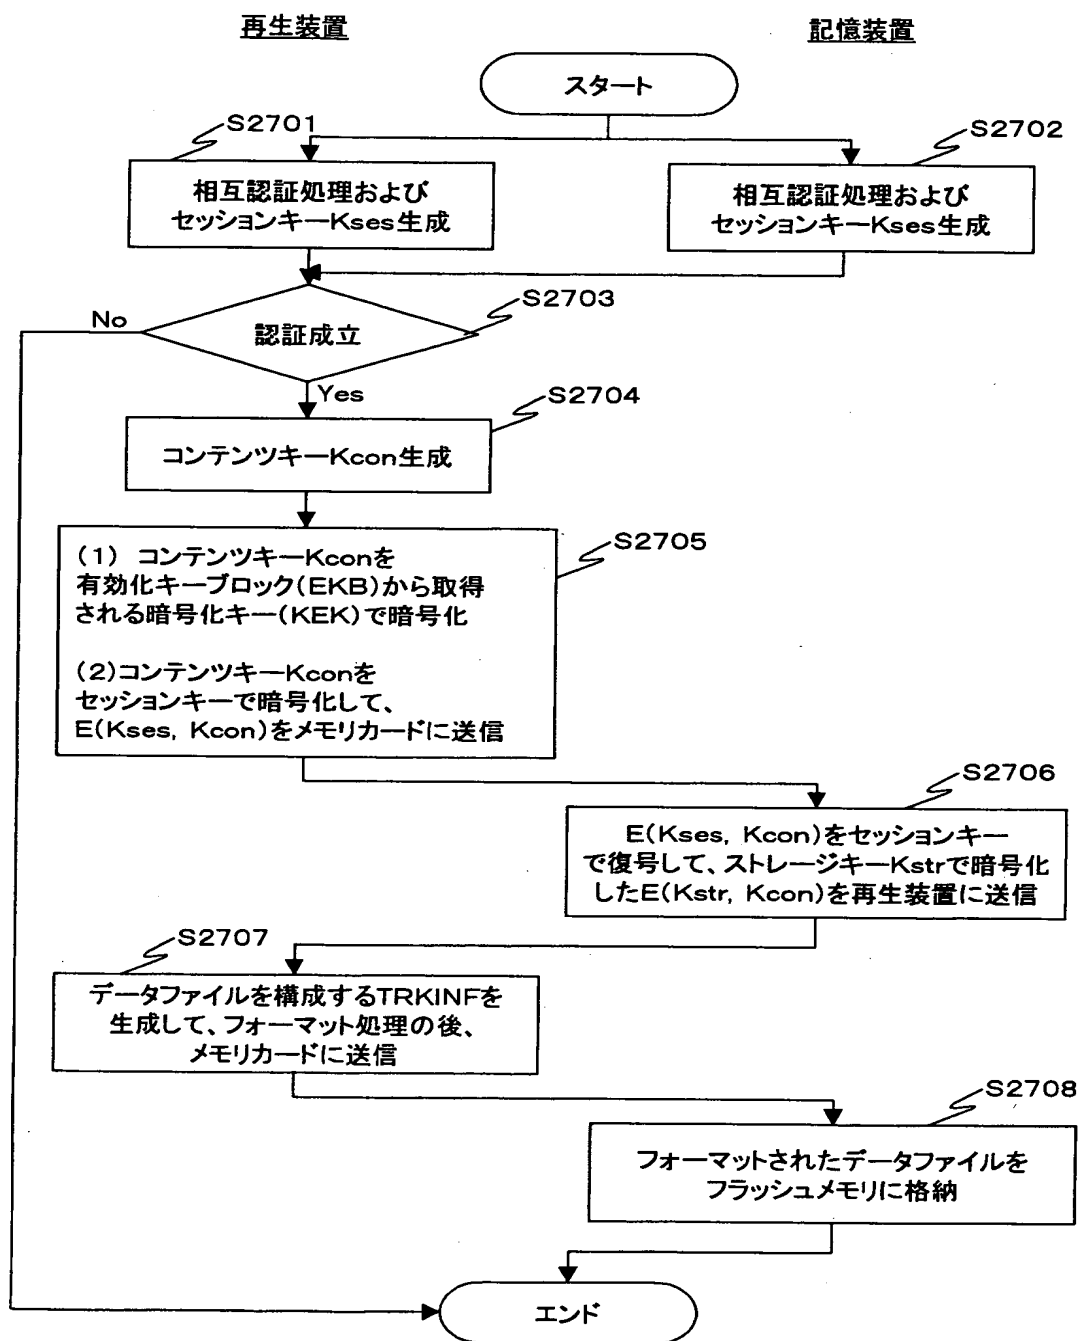 再生装置
記憶装置
スタート
S2701
S2702
相互認証処理および
セッションキーKses生成
相互認証処理および
セッションキーKses生成
S2703
No
認証成立
Yes
S2704
コンテンツキーKcon生成
S2705
(1) コンテンツキーKconを
有効化キーブロック(EKB)から取得
される暗号化キー(KEK)で暗号化
(2)コンテンツキーKconを
セッションキーで暗号化して、
E(Kses, Kcon)をメモリカードに送信
S2706
E(Kses, Kcon)をセッションキー
で復号して、ストレージキーKstrで暗号化
したE(Kstr, Kcon)を再生装置に送信
S2707
データファイルを構成するTRKINFを
生成して、フォーマット処理の後、
メモリカードに送信
S2708
フォーマットされたデータファイルを
フラッシュメモリに格納
エンド